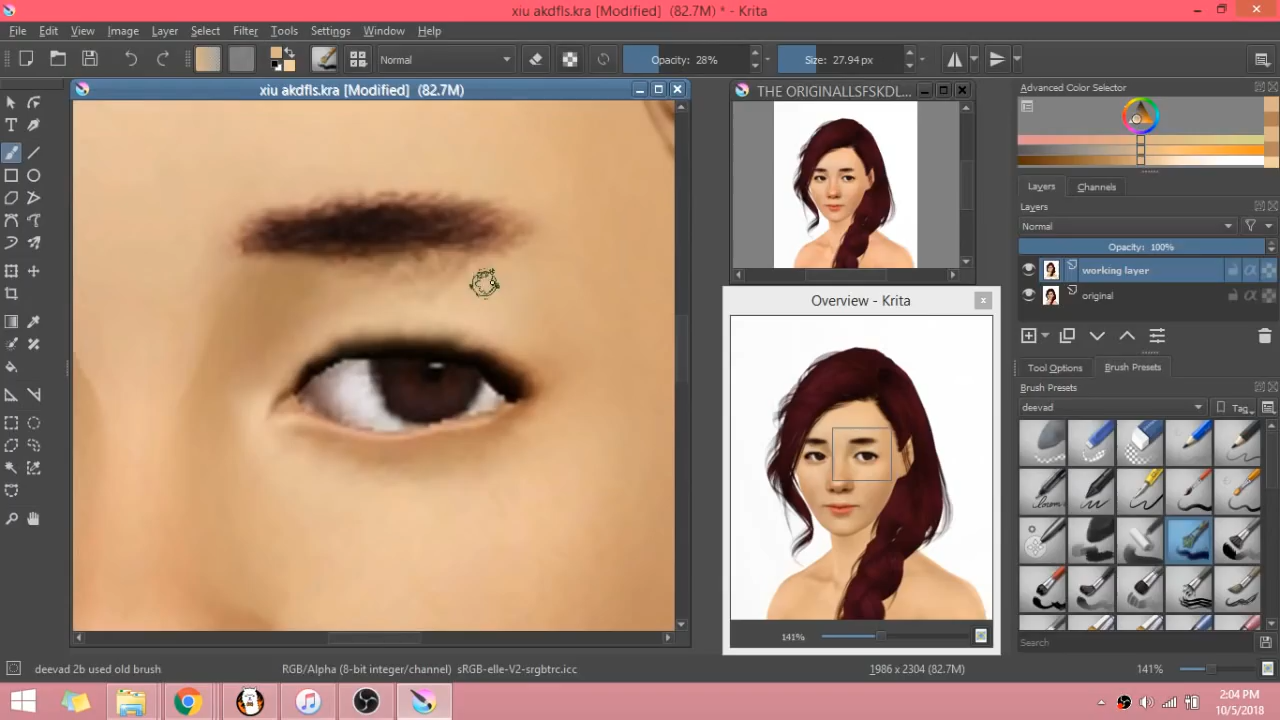 xiu akdfls.kra [Modified] (82.7M) * - Krita
File Edit View Image Layer Select Filter Tools Settings Window Help
Normal
Opacity: 28%
Size: 27.94 px
xiu akdfls.kra [Modified] (82.7M)
THE ORIGINALLSFSKDL...
Advanced Color Selector
Layers Channels
Layers
Normal
Opacity: 100%
working layer
original
Overview - Krita
141%
Tool Options Brush Presets
Brush Presets
deevad
Tag
Search
deevad 2b used old brush
RGB/Alpha (8-bit integer/channel) sRGB-elle-V2-srgbtrc.icc
1986 x 2304 (82.7M)
141%
2:04 PM
10/5/2018